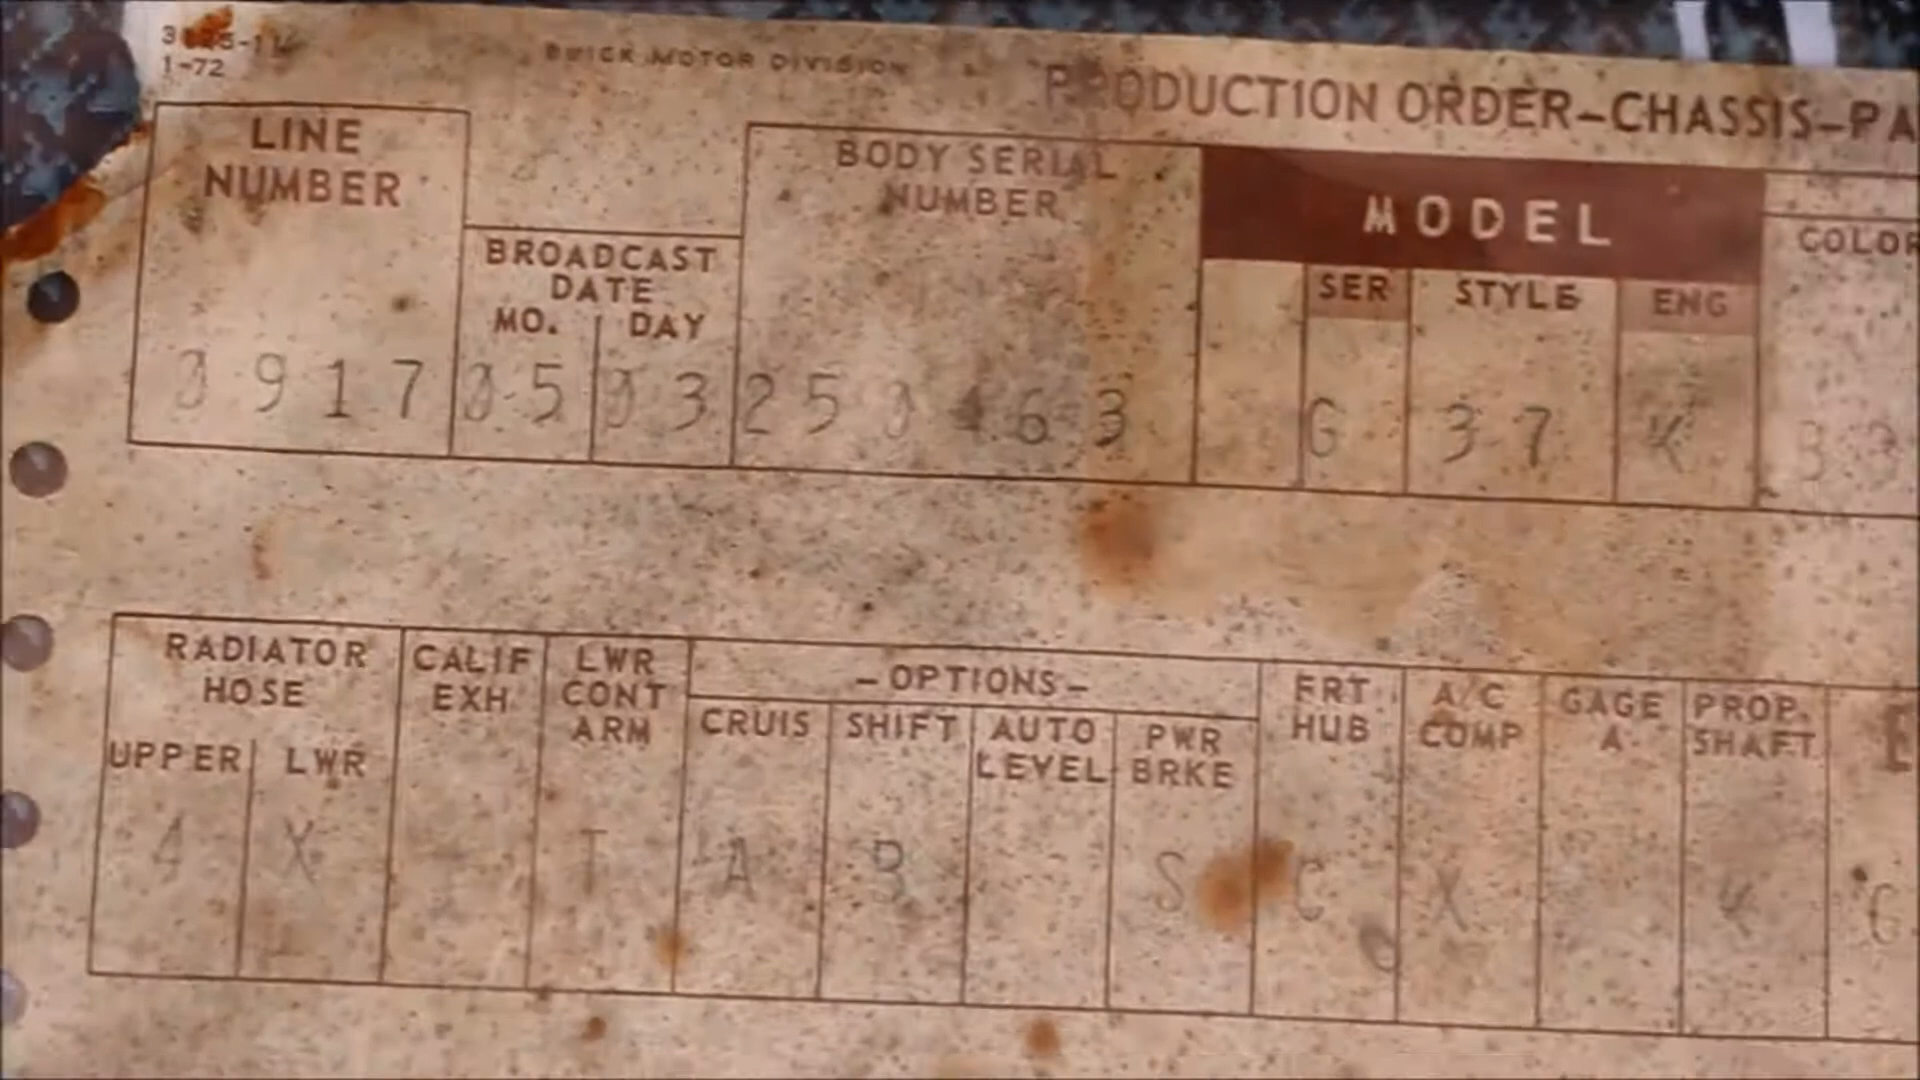 1-72
BUICK MOTOR DIVISION
PRODUCTION ORDER-CHASSIS-PA
LINE
NUMBER
BROADCAST
DATE
MO. DAY
BODY SERIAL
NUMBER
MODEL
SER STYLE ENG
COLOR
0917 05 03 250463 G 37 K 33
RADIATOR
HOSE
UPPER LWR
CALIF
EXH
LWR
CONT
ARM
-OPTIONS-
CRUIS SHIFT AUTO
LEVEL
PWR
BRKE
FRT
HUB
A/C
COMP
GAGE
A
PROP.
SHAFT
4 X T A B S C X K G